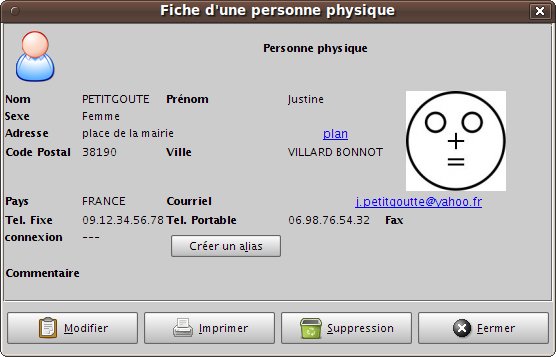 Fiche d'une personne physique
Personne physique
Nom PETITGOUTE Prénom Justine
Sexe Femme
Adresse place de la mairie plan
Code Postal 38190 Ville VILLARD BONNOT
Pays FRANCE Courriel j.petitgoutte@yahoo.fr
Tel. Fixe 09.12.34.56.78 Tel. Portable 06.98.76.54.32 Fax
connexion ---
Créer un alias
Commentaire
Modifier Imprimer Suppression Fermer